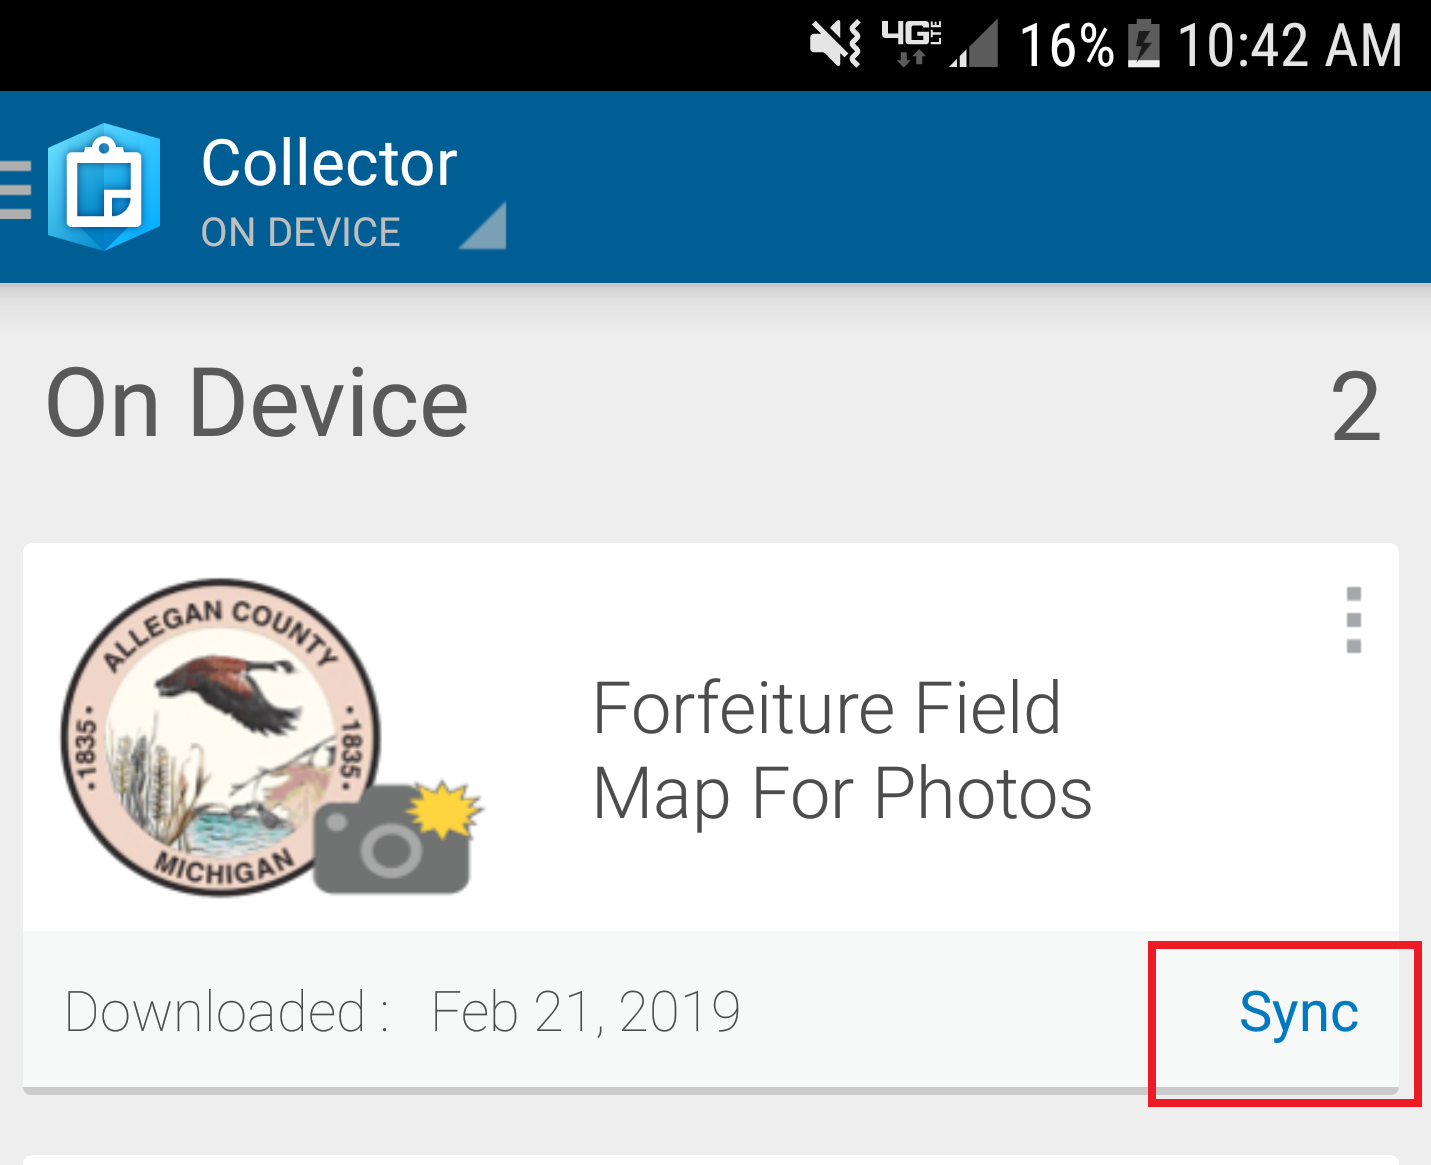 4G LTE 16% 10:42 AM
Collector
ON DEVICE
On Device 2
ALLEGAN COUNTY
• 1835 • • 1835 •
MICHIGAN
Forfeiture Field
Map For Photos
Downloaded : Feb 21, 2019 Sync